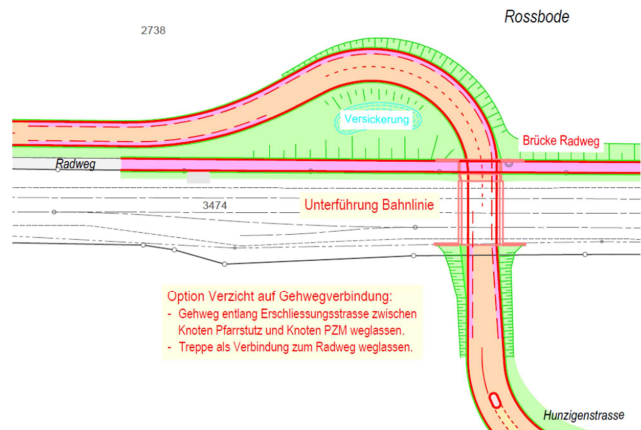 Rossbode
2738
Versickerung
Brücke Radweg
Radweg
3474
Unterführung Bahnlinie
Option Verzicht auf Gehwegverbindung:
- Gehweg entlang Erschliessungsstrasse zwischen
Knoten Pfarrstutz und Knoten PZM weglassen.
- Treppe als Verbindung zum Radweg weglassen.
Hunzigenstrasse